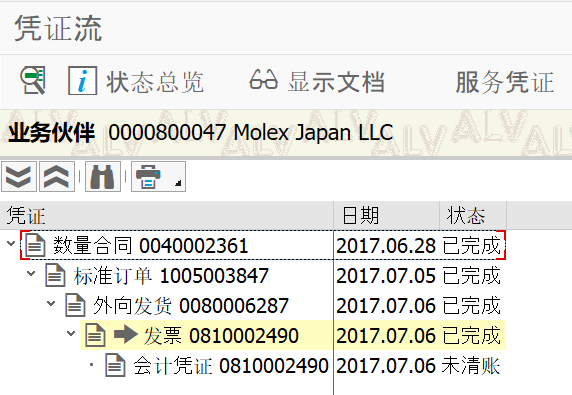 凭证流
状态总览 显示文档 服务凭证
业务伙伴 0000800047 Molex Japan LLC
凭证 日期 状态
数量合同 0040002361 2017.06.28 已完成
标准订单 1005003847 2017.07.05 已完成
外向发货 0080006287 2017.07.06 已完成
发票 0810002490 2017.07.06 已完成
会计凭证 0810002490 2017.07.06 未清账